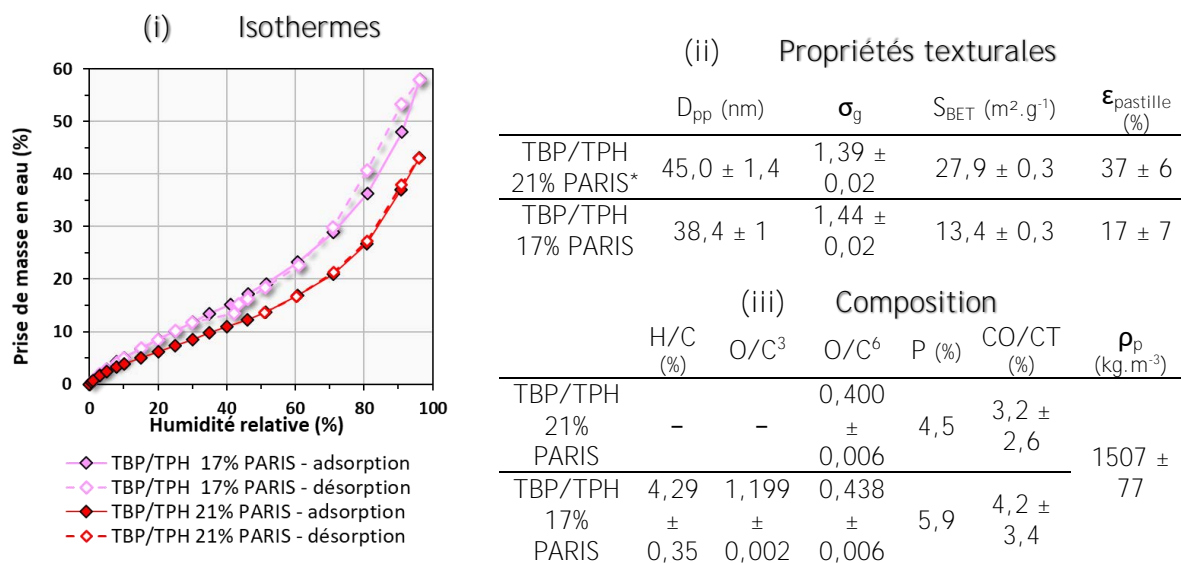 (i) Isothermes
60
50
40
30
20
10
0
Prise de masse en eau (%)
0 20 40 60 80 100
Humidité relative (%)
TBP/TPH 17% PARIS - adsorption
TBP/TPH 17% PARIS - désorption
TBP/TPH 21% PARIS - adsorption
TBP/TPH 21% PARIS - désorption
(ii) Propriétés texturales
Dpp (nm) σg SBET (m².g-1) εpastille (%)
TBP/TPH 21% PARIS* 45,0 ± 1,4 1,39 ± 0,02 27,9 ± 0,3 37 ± 6
TBP/TPH 17% PARIS 38,4 ± 1 1,44 ± 0,02 13,4 ± 0,3 17 ± 7
(iii) Composition
H/C (%) O/C³ O/C⁶ P (%) CO/CT (%) ρp (kg.m-3)
TBP/TPH 21% PARIS – – 0,400 ± 0,006 4,5 3,2 ± 2,6 1507 ± 77
TBP/TPH 17% PARIS 4,29 ± 0,35 1,199 ± 0,002 0,438 ± 0,006 5,9 4,2 ± 3,4